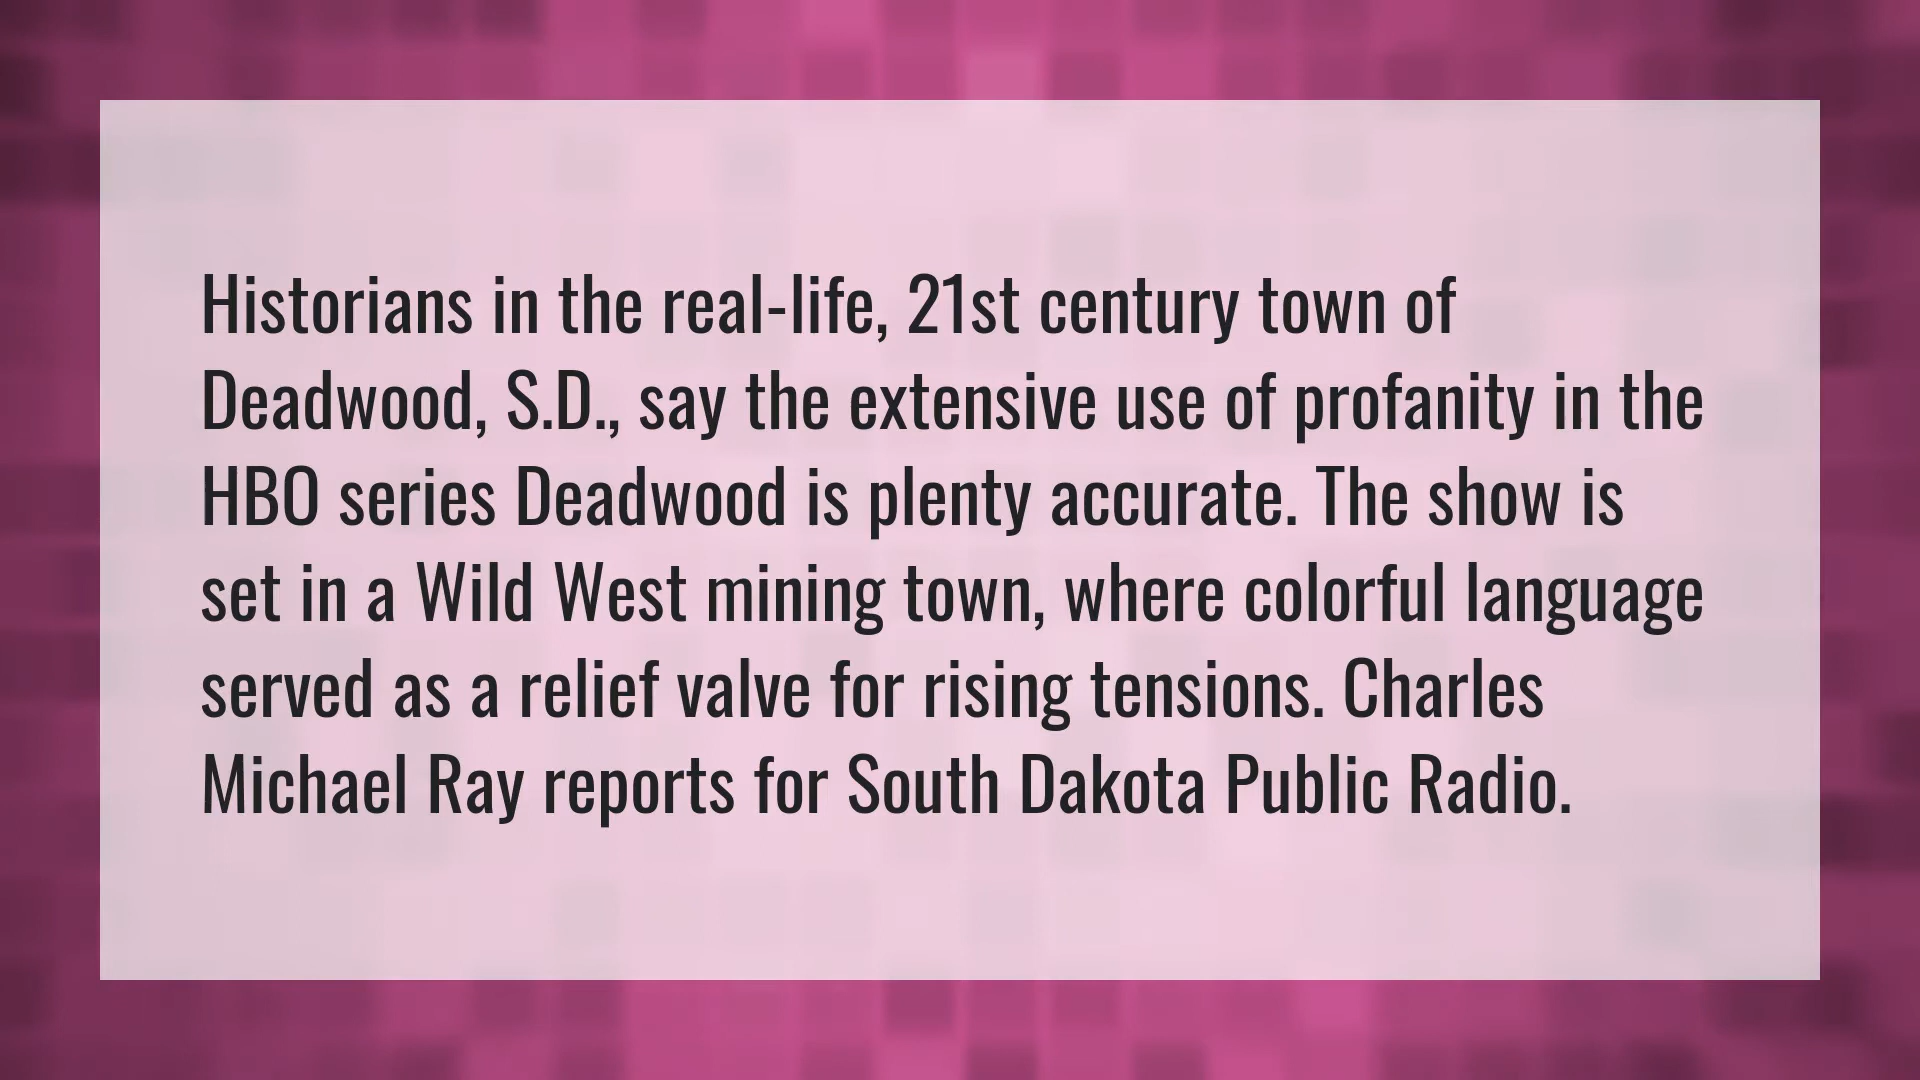 Historians in the real-life, 21st century town of
Deadwood, S.D., say the extensive use of profanity in the
HBO series Deadwood is plenty accurate. The show is
set in a Wild West mining town, where colorful language
served as a relief valve for rising tensions. Charles
Michael Ray reports for South Dakota Public Radio.